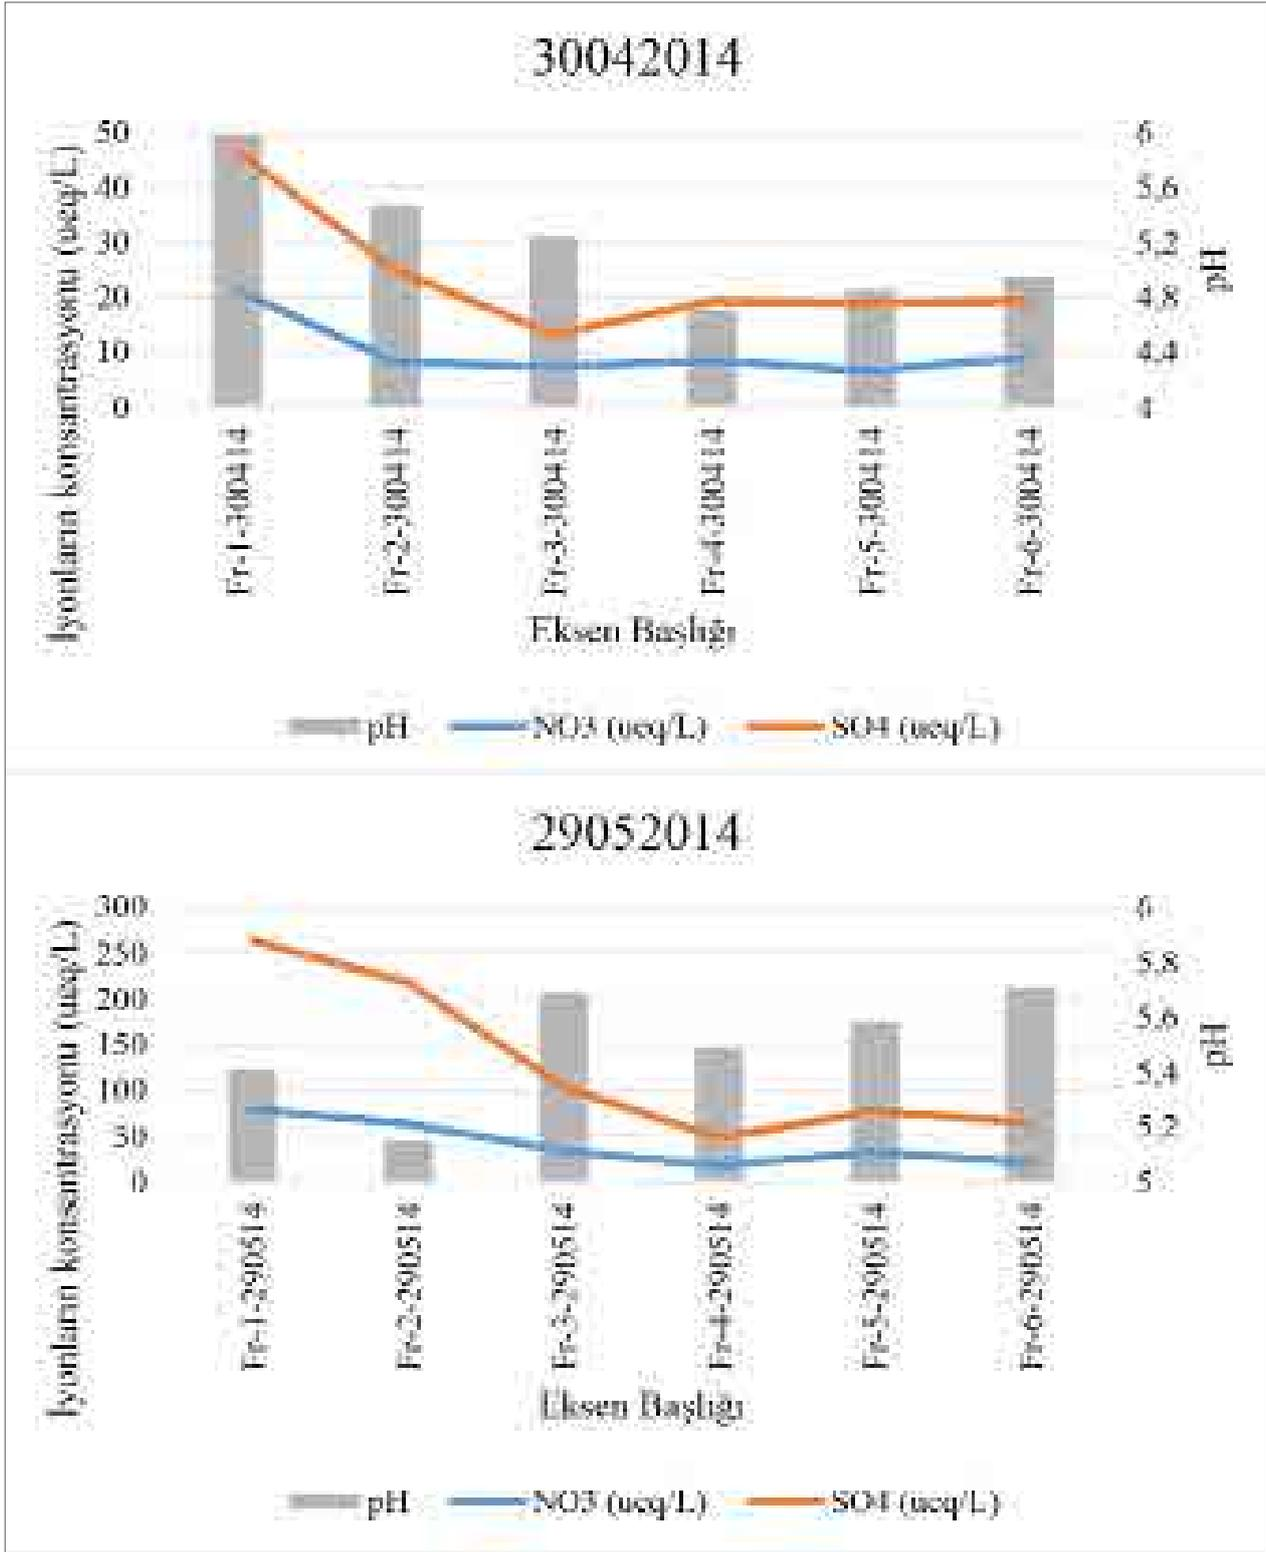 30042014
İyonların konsantrasyonu (ueq/L)
50
40
30
20
10
0
6
5,6
5,2
4,8
4,4
4
pH
Fr-1-300414
Fr-2-300414
Fr-3-300414
Fr-4-300414
Fr-5-300414
Fr-6-300414
Eksen Başlığı
pH NO3 (ueq/L) SO4 (ueq/L)
29052014
İyonların konsantrasyonu (ueq/L)
300
250
200
150
100
50
0
6
5,8
5,6
5,4
5,2
5
pH
Fr-1-290514
Fr-2-290514
Fr-3-290514
Fr-4-290514
Fr-5-290514
Fr-6-290514
Eksen Başlığı
pH NO3 (ueq/L) SO4 (ueq/L)